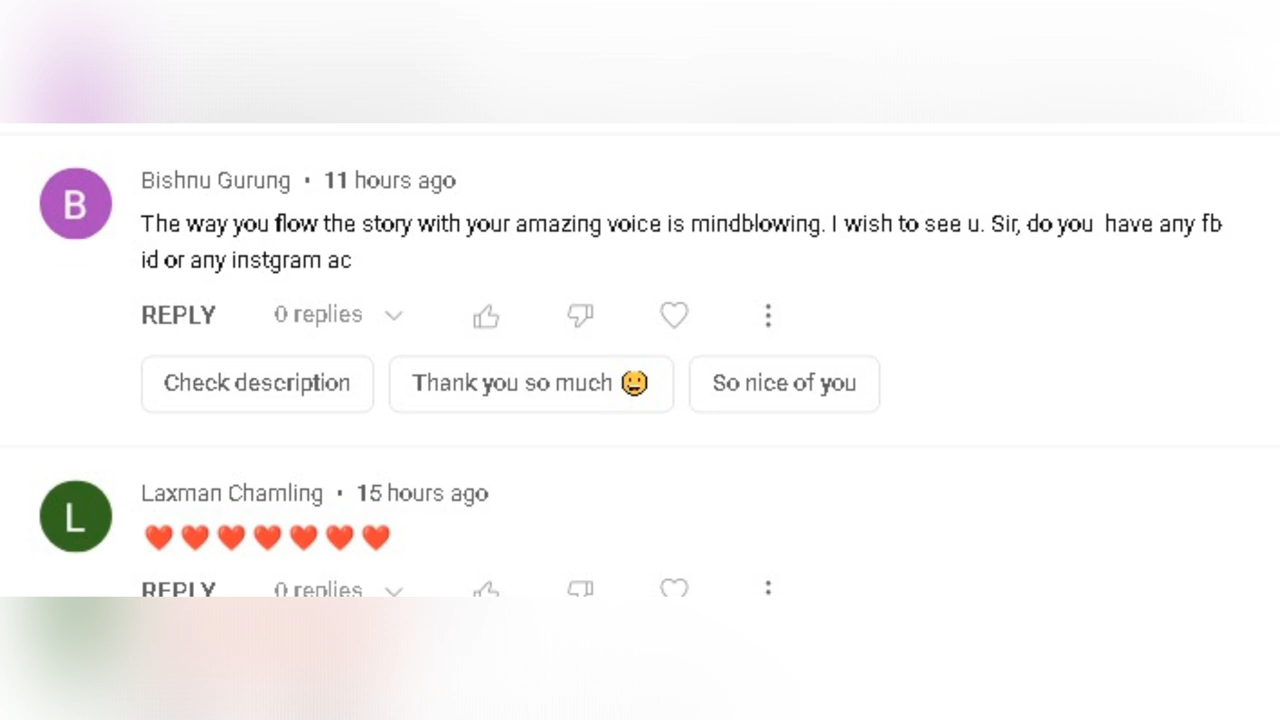 B
Bishnu Gurung • 11 hours ago
The way you flow the story with your amazing voice is mindblowing. I wish to see u. Sir, do you have any fb
id or any instgram ac
REPLY 0 replies
Check description Thank you so much 😀 So nice of you
L
Laxman Chamling • 15 hours ago
❤️❤️❤️❤️❤️❤️❤️
REPLY 0 replies